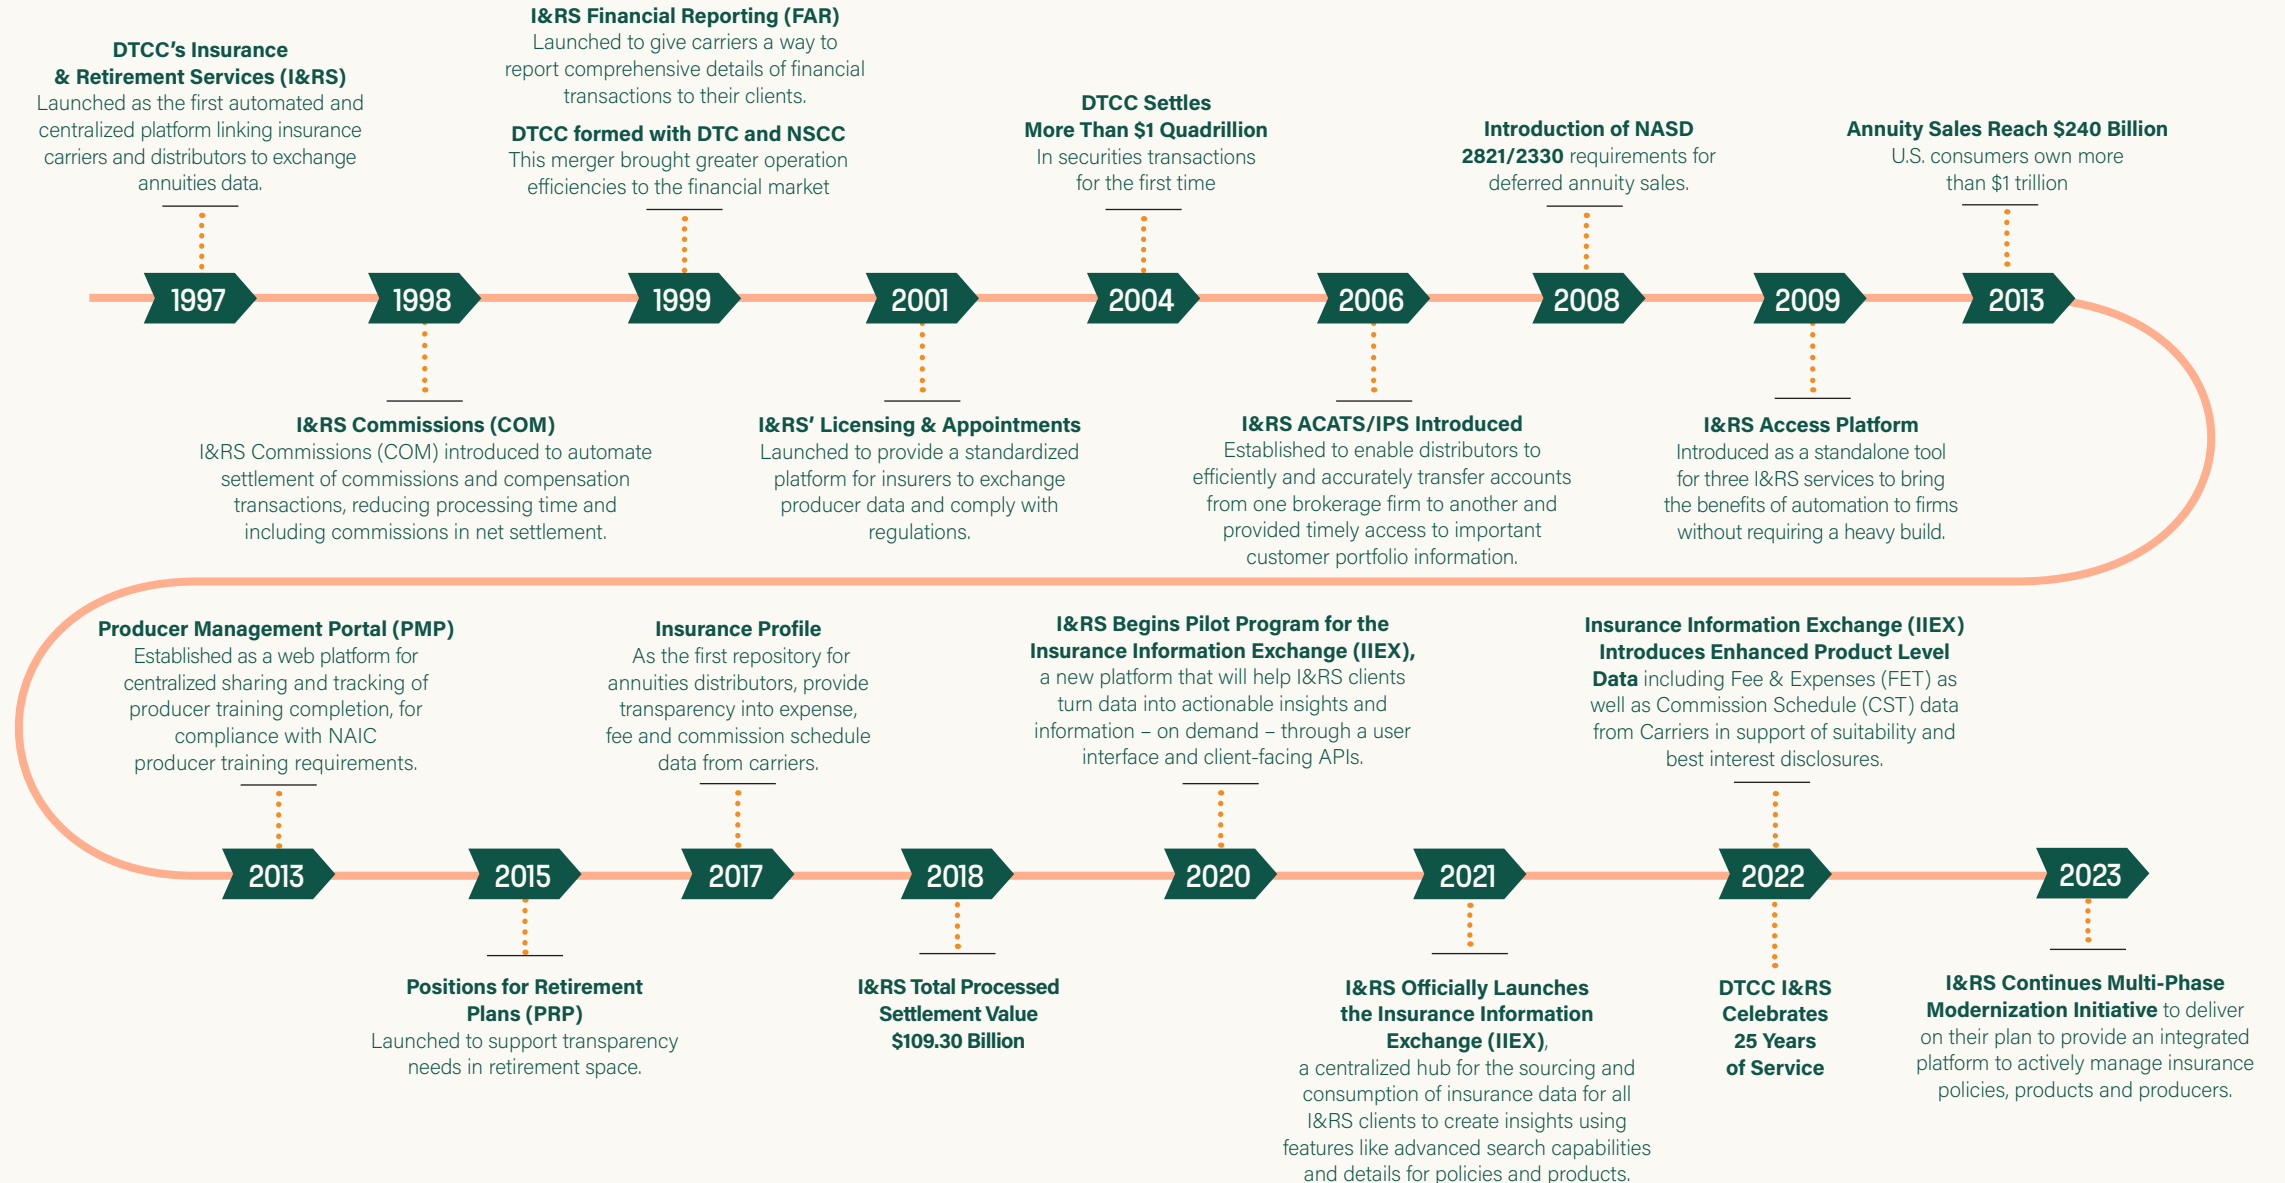 DTCC's Insurance
& Retirement Services (I&RS)
Launched as the first automated and
centralized platform linking insurance
carriers and distributors to exchange
annuities data.
I&RS Financial Reporting (FAR)
Launched to give carriers a way to
report comprehensive details of financial
transactions to their clients.
DTCC formed with DTC and NSCC
This merger brought greater operation
efficiencies to the financial market
DTCC Settles
More Than $1 Quadrillion
In securities transactions
for the first time
Introduction of NASD
2821/2330 requirements for
deferred annuity sales.
Annuity Sales Reach $240 Billion
U.S. consumers own more
than $1 trillion
1997
1998
1999
2001
2004
2006
2008
2009
2013
I&RS Commissions (COM)
I&RS Commissions (COM) introduced to automate
settlement of commissions and compensation
transactions, reducing processing time and
including commissions in net settlement.
I&RS' Licensing & Appointments
Launched to provide a standardized
platform for insurers to exchange
producer data and comply with
regulations.
I&RS ACATS/IPS Introduced
Established to enable distributors to
efficiently and accurately transfer accounts
from one brokerage firm to another and
provided timely access to important
customer portfolio information.
I&RS Access Platform
Introduced as a standalone tool
for three I&RS services to bring
the benefits of automation to firms
without requiring a heavy build.
Producer Management Portal (PMP)
Established as a web platform for
centralized sharing and tracking of
producer training completion, for
compliance with NAIC
producer training requirements.
Insurance Profile
As the first repository for
annuities distributors, provide
transparency into expense,
fee and commission schedule
data from carriers.
I&RS Begins Pilot Program for the
Insurance Information Exchange (IIEX),
a new platform that will help I&RS clients
turn data into actionable insights and
information – on demand – through a user
interface and client-facing APIs.
Insurance Information Exchange (IIEX)
Introduces Enhanced Product Level
Data including Fee & Expenses (FET) as
well as Commission Schedule (CST) data
from Carriers in support of suitability and
best interest disclosures.
2013
2015
2017
2018
2020
2021
2022
2023
Positions for Retirement
Plans (PRP)
Launched to support transparency
needs in retirement space.
I&RS Total Processed
Settlement Value
$109.30 Billion
I&RS Officially Launches
the Insurance Information
Exchange (IIEX),
a centralized hub for the sourcing and
consumption of insurance data for all
I&RS clients to create insights using
features like advanced search capabilities
and details for policies and products.
DTCC I&RS
Celebrates
25 Years
of Service
I&RS Continues Multi-Phase
Modernization Initiative to deliver
on their plan to provide an integrated
platform to actively manage insurance
policies, products and producers.